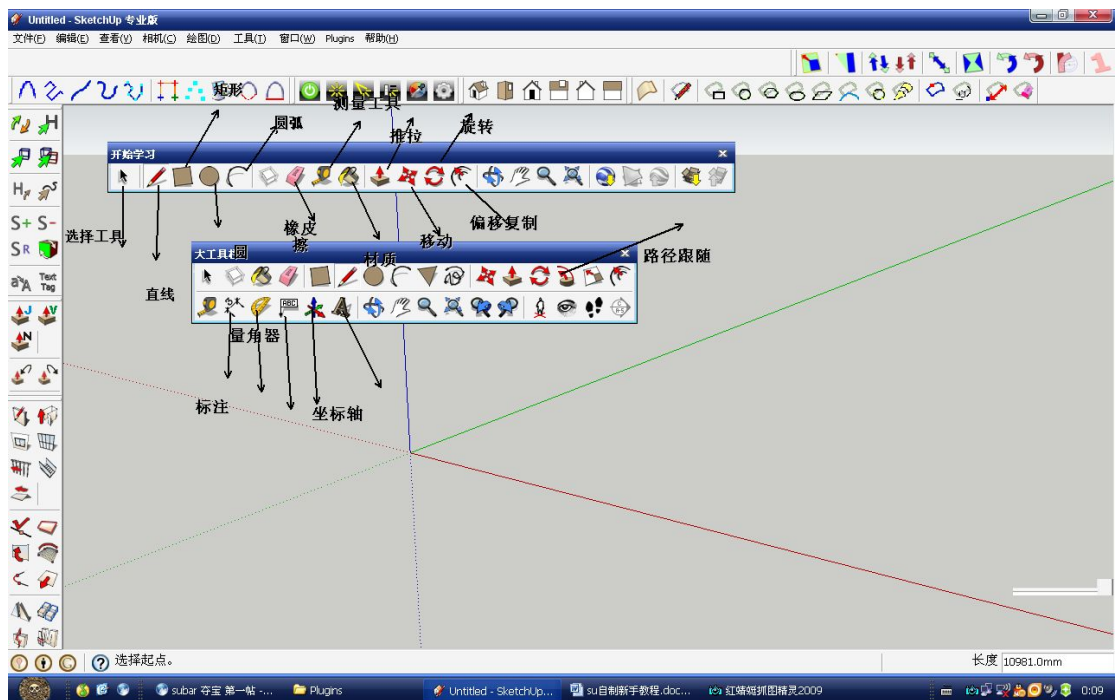 Untitled - SketchUp 专业版
文件(F) 编辑(E) 查看(V) 相机(C) 绘图(D) 工具(T) 窗口(W) Plugins 帮助(H)
矩形
测量工具
圆弧
推拉
旋转
开始学习
选择工具
橡皮擦
移动
偏移复制
大工具栏
圆
材质
路径跟随
直线
量角器
标注
坐标轴
S+ S-
SR
Text Tag
选择起点。
长度 10981.0mm
subar 夺宝 第一帖 -...
Plugins
Untitled - SketchUp...
su自制新手教程.doc...
红蜻蜓抓图精灵2009
0:09